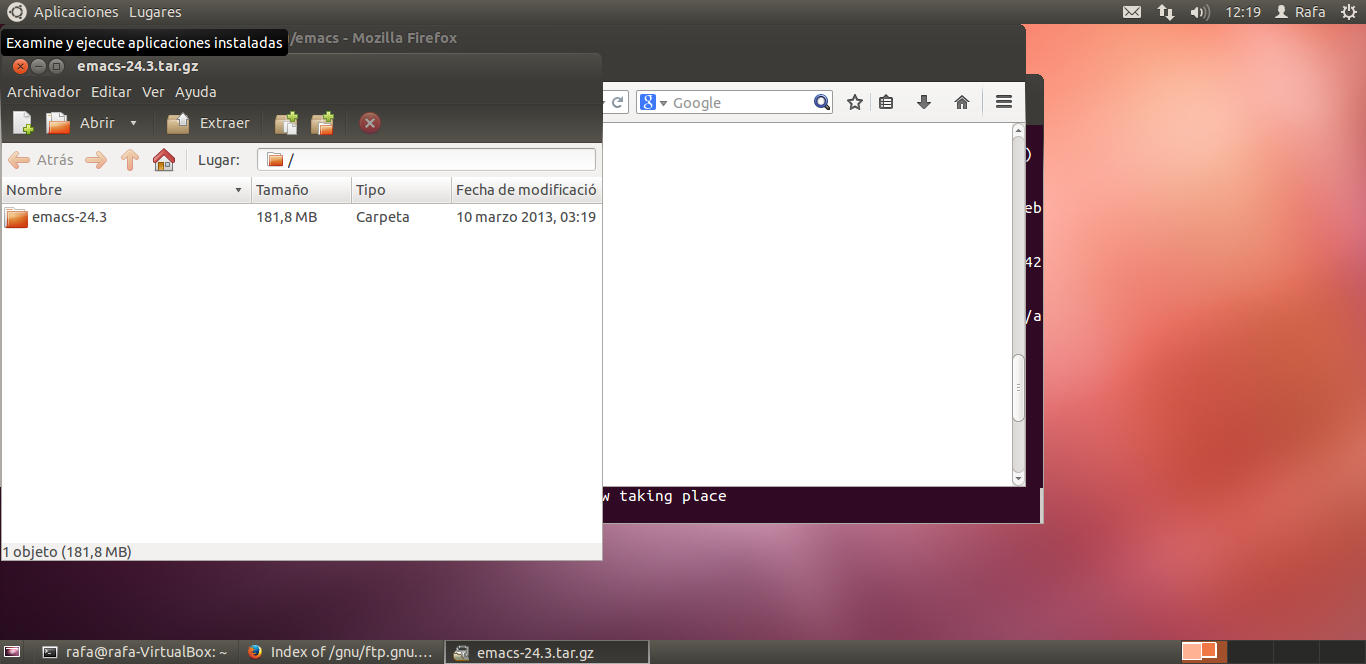 Aplicaciones Lugares 12:19 Rafa
/emacs - Mozilla Firefox
Examine y ejecute aplicaciones instaladas
emacs-24.3.tar.gz
Archivador Editar Ver Ayuda
Abrir Extraer
Google
Atrás Lugar: /
Nombre Tamaño Tipo Fecha de modificació
emacs-24.3 181,8 MB Carpeta 10 marzo 2013, 03:19
)
eb
42
/a
w taking place
1 objeto (181,8 MB)
rafa@rafa-VirtualBox: ~ Index of /gnu/ftp.gnu.... emacs-24.3.tar.gz